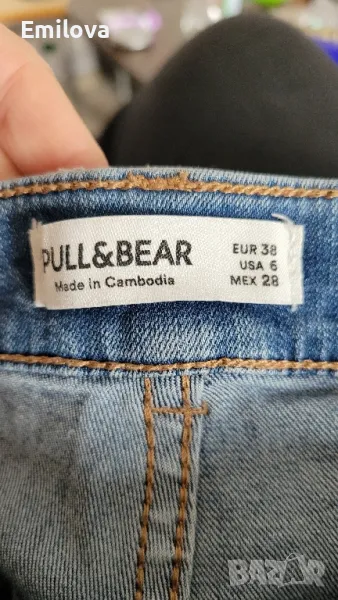 Emilova
PULL&BEAR
Made in Cambodia
EUR 38
USA 6
MEX 28
BAZAR